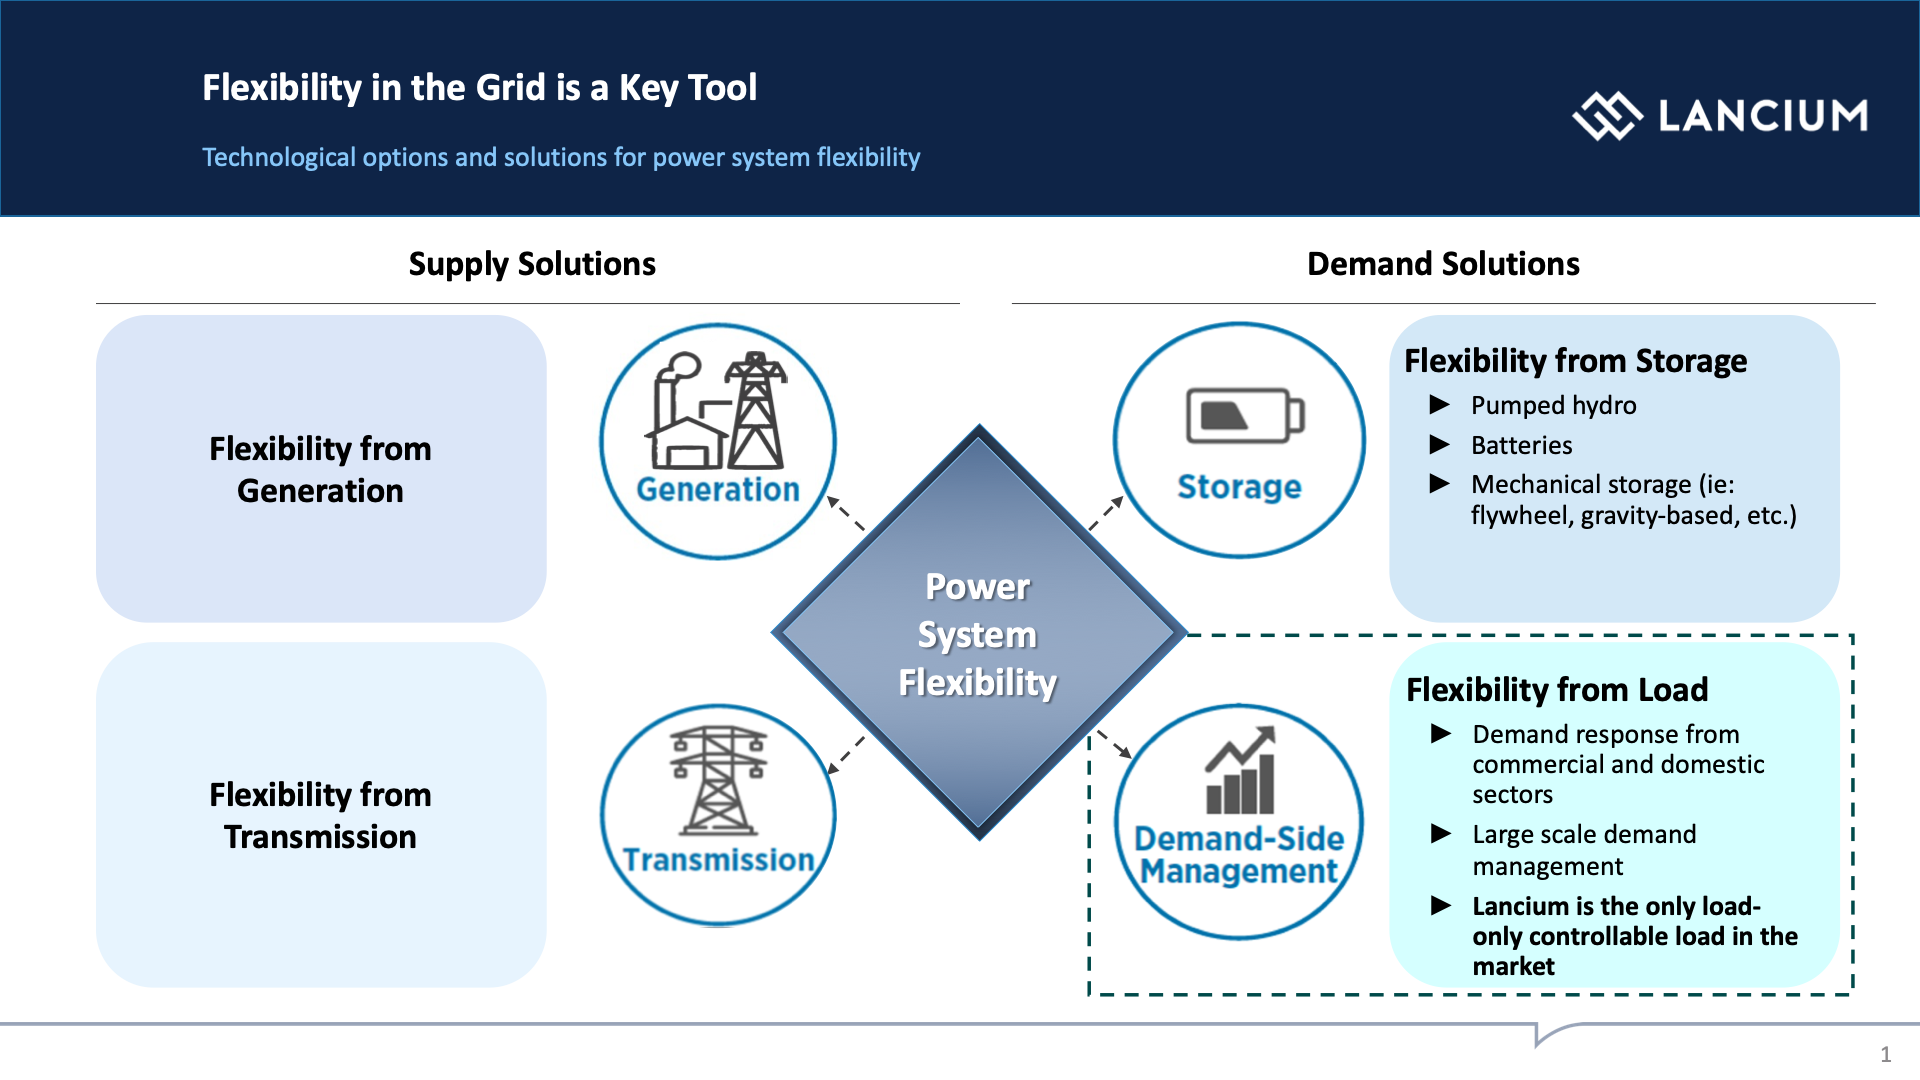 Flexibility in the Grid is a Key Tool
Technological options and solutions for power system flexibility
LANCIUM
Supply Solutions
Demand Solutions
Flexibility from
Generation
Generation
Storage
Flexibility from Storage
► Pumped hydro
► Batteries
► Mechanical storage (ie:
flywheel, gravity-based, etc.)
Power
System
Flexibility
Flexibility from
Transmission
Transmission
Demand-Side
Management
Flexibility from Load
► Demand response from
commercial and domestic
sectors
► Large scale demand
management
► Lancium is the only load-
only controllable load in the
market
1